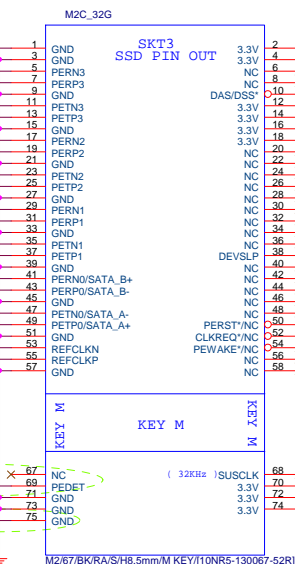 M2C_32G
SKT3
SSD PIN OUT
1 GND 3.3V 2
3 GND 3.3V 4
5 PERN3 NC 6
7 PERP3 NC 8
9 GND DAS/DSS* 10
11 PETN3 3.3V 12
13 PETP3 3.3V 14
15 GND 3.3V 16
17 PERN2 3.3V 18
19 PERP2 NC 20
21 GND NC 22
23 PETN2 NC 24
25 PETP2 NC 26
27 GND NC 28
29 PERN1 NC 30
31 PERP1 NC 32
33 GND NC 34
35 PETN1 NC 36
37 PETP1 DEVSLP 38
39 GND NC 40
41 PERN0/SATA_B+ NC 42
43 PERP0/SATA_B- NC 44
45 GND NC 46
47 PETN0/SATA_A- NC 48
49 PETP0/SATA_A+ PERST*/NC 50
51 GND CLKREQ*/NC 52
53 REFCLKN PEWAKE*/NC 54
55 REFCLKP NC 56
57 GND NC 58
KEY M
KEY M
KEY M
67 NC ( 32KHz )SUSCLK 68
69 PEDET 3.3V 70
71 GND 3.3V 72
73 GND 3.3V 74
75 GND
M2/67/BK/RA/S/H8.5mm/M KEY/[10NR5-130067-52R]